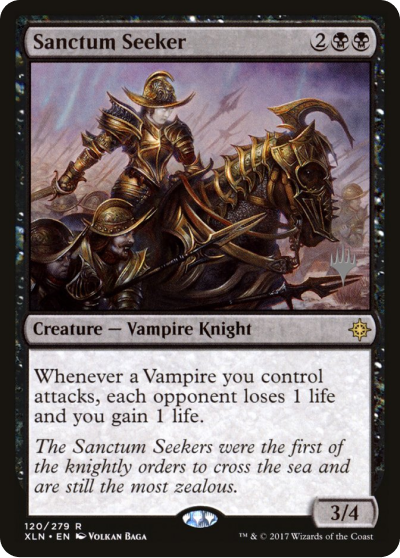 Sanctum Seeker 2
Creature — Vampire Knight
Whenever a Vampire you control
attacks, each opponent loses 1 life
and you gain 1 life.
The Sanctum Seekers were the first of
the knightly orders to cross the sea and
are still the most zealous.
3/4
120/279 R
XLN • EN Volkan Baga
™ & © 2017 Wizards of the Coast